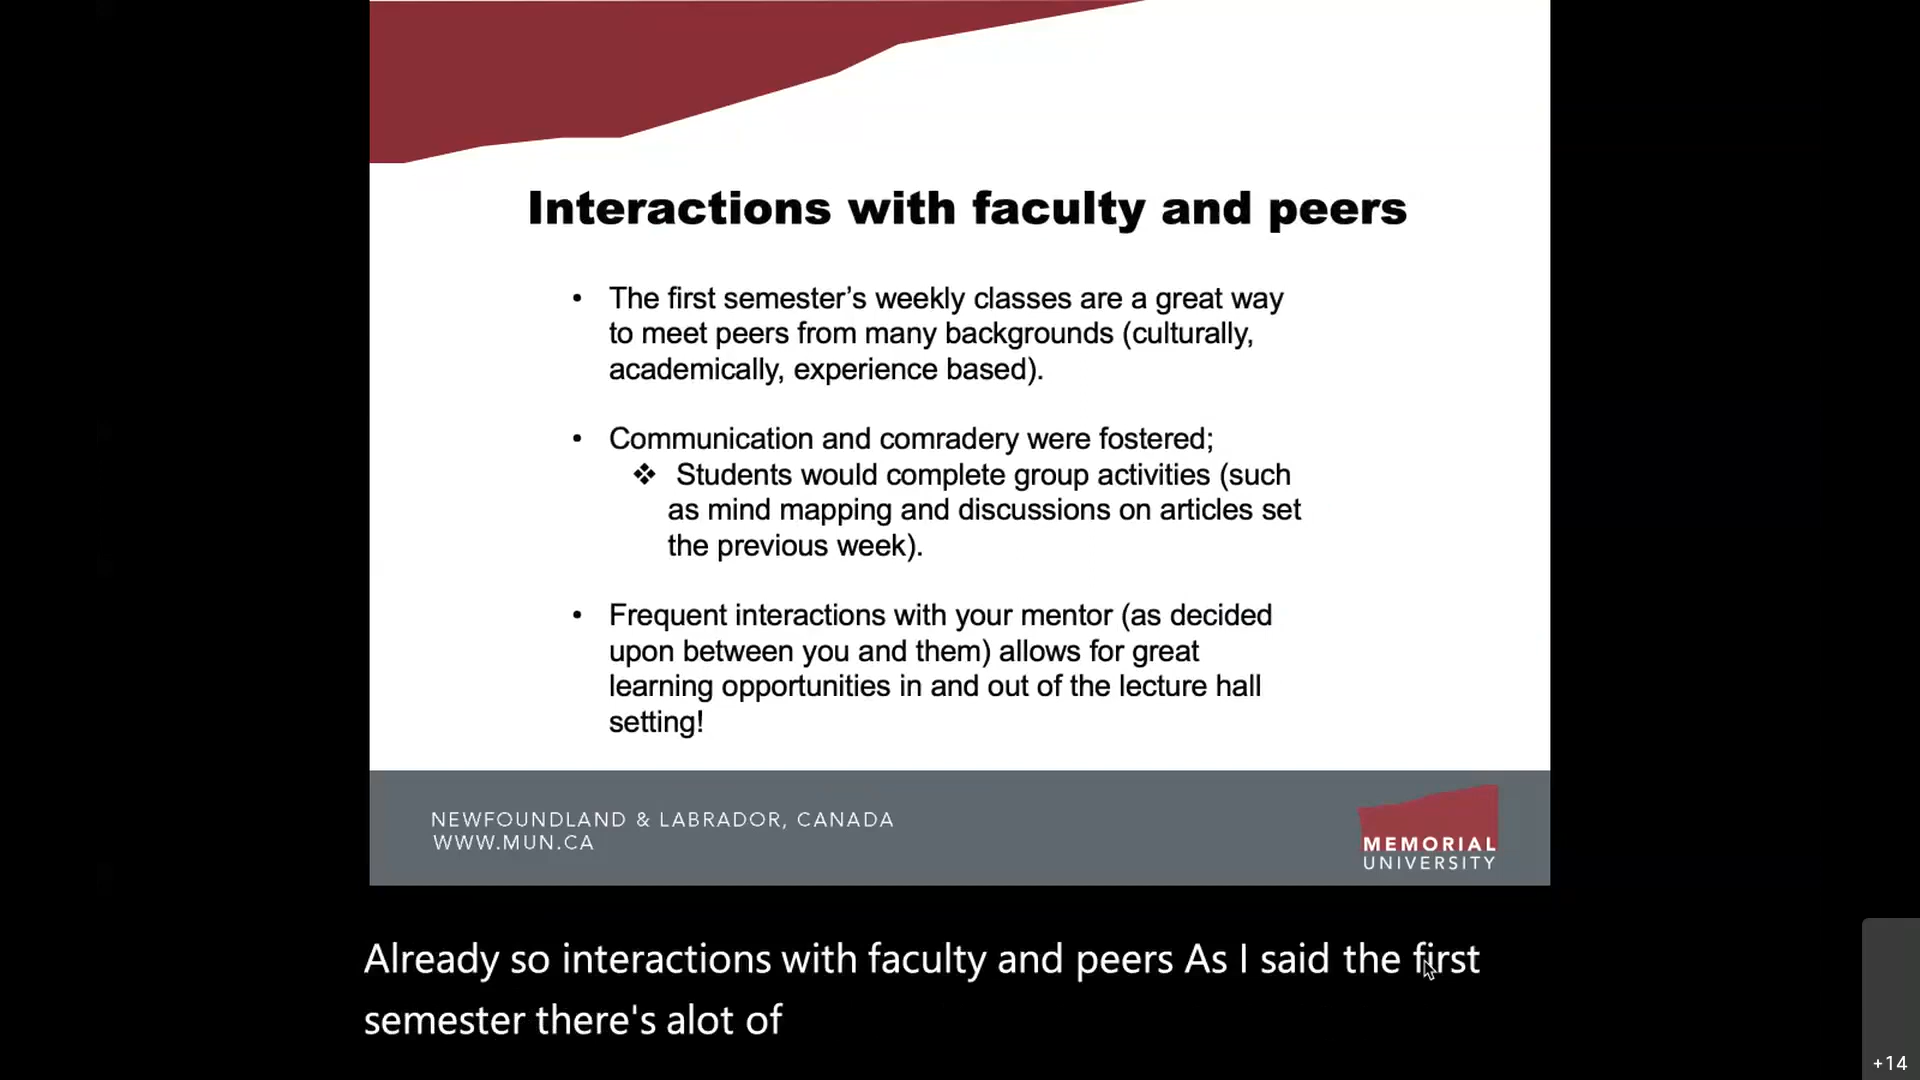 Interactions with faculty and peers
• The first semester’s weekly classes are a great way
to meet peers from many backgrounds (culturally,
academically, experience based).
• Communication and comradery were fostered;
❖ Students would complete group activities (such
as mind mapping and discussions on articles set
the previous week).
• Frequent interactions with your mentor (as decided
upon between you and them) allows for great
learning opportunities in and out of the lecture hall
setting!
NEWFOUNDLAND & LABRADOR, CANADA
WWW.MUN.CA
MEMORIAL
UNIVERSITY
Already so interactions with faculty and peers As I said the first
semester there's alot of
+14